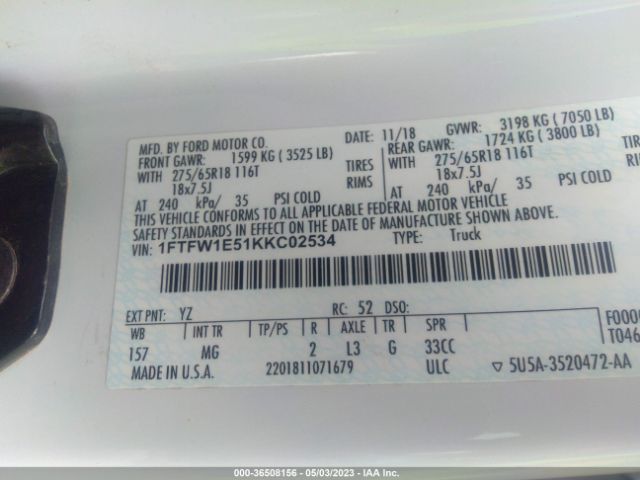 MFD. BY FORD MOTOR CO. DATE: 11/18 GVWR: 3198 KG ( 7050 LB)
FRONT GAWR: 1599 KG ( 3525 LB) REAR GAWR: 1724 KG ( 3800 LB)
WITH 275/65R18 116T TIRES WITH 275/65R18 116T TIRE
18x7.5J RIMS 18x7.5J RIM
AT 240 kPa/ 35 PSI COLD AT 240 kPa/ 35 PSI COLD
THIS VEHICLE CONFORMS TO ALL APPLICABLE FEDERAL MOTOR VEHICLE
SAFETY STANDARDS IN EFFECT ON THE DATE OF MANUFACTURE SHOWN ABOVE.
VIN: 1FTFW1E51KKC02534 TYPE: Truck
EXT PNT: YZ RC: 52 DSO:
WB INT TR TP/PS R AXLE TR SPR
157 MG 2 L3 G 33CC
MADE IN U.S.A. 2201811071679 ULC ▽ 5U5A-3520472-AA
F000
T046
000-36508156 - 05/03/2023 - IAA Inc.